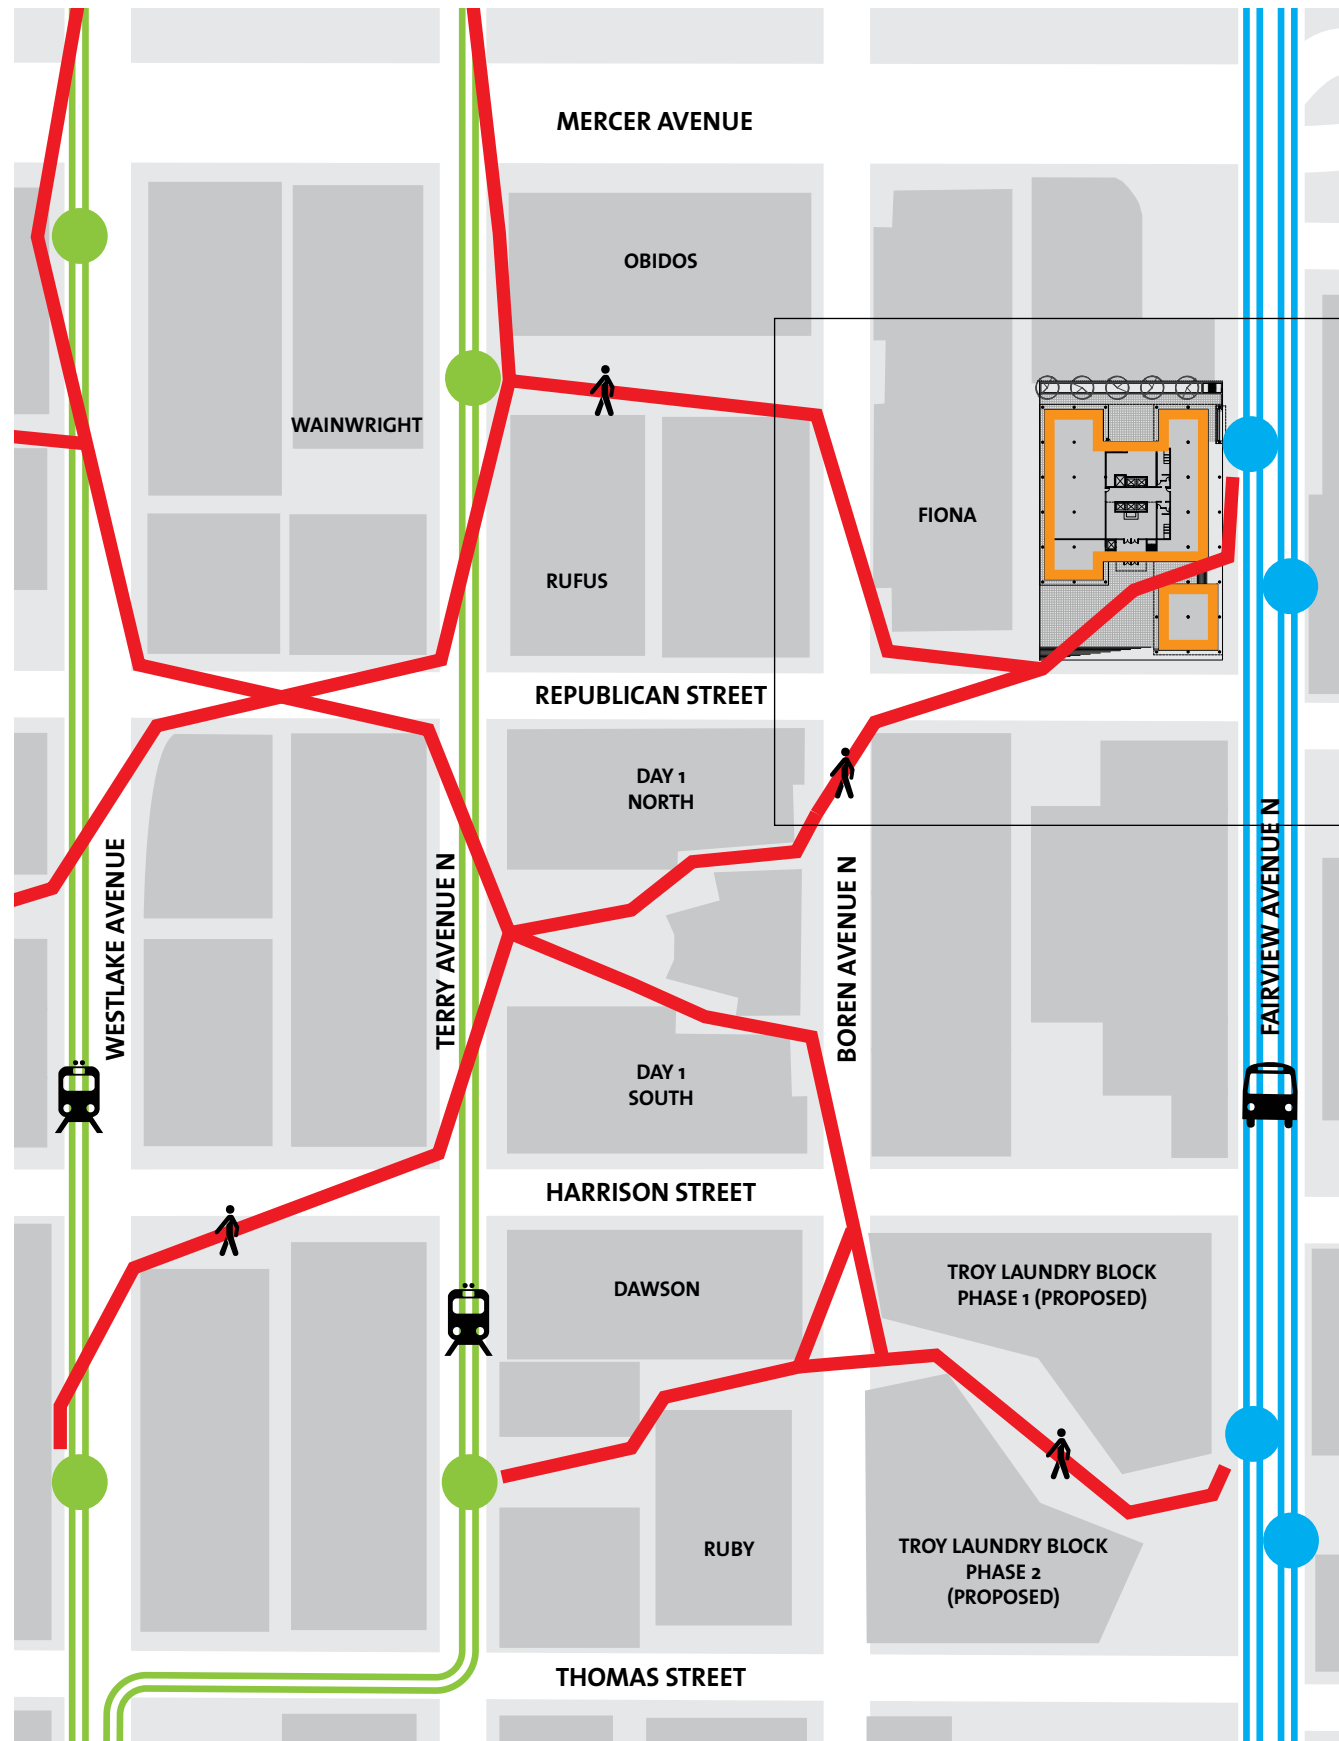 MERCER AVENUE
OBIDOS
WAINWRIGHT
FIONA
RUFUS
REPUBLICAN STREET
DAY 1
NORTH
WESTLAKE AVENUE
TERRY AVENUE N
BOREN AVENUE N
FAIRVIEW AVENUE N
DAY 1
SOUTH
HARRISON STREET
DAWSON
TROY LAUNDRY BLOCK
PHASE 1 (PROPOSED)
RUBY
TROY LAUNDRY BLOCK
PHASE 2
(PROPOSED)
THOMAS STREET